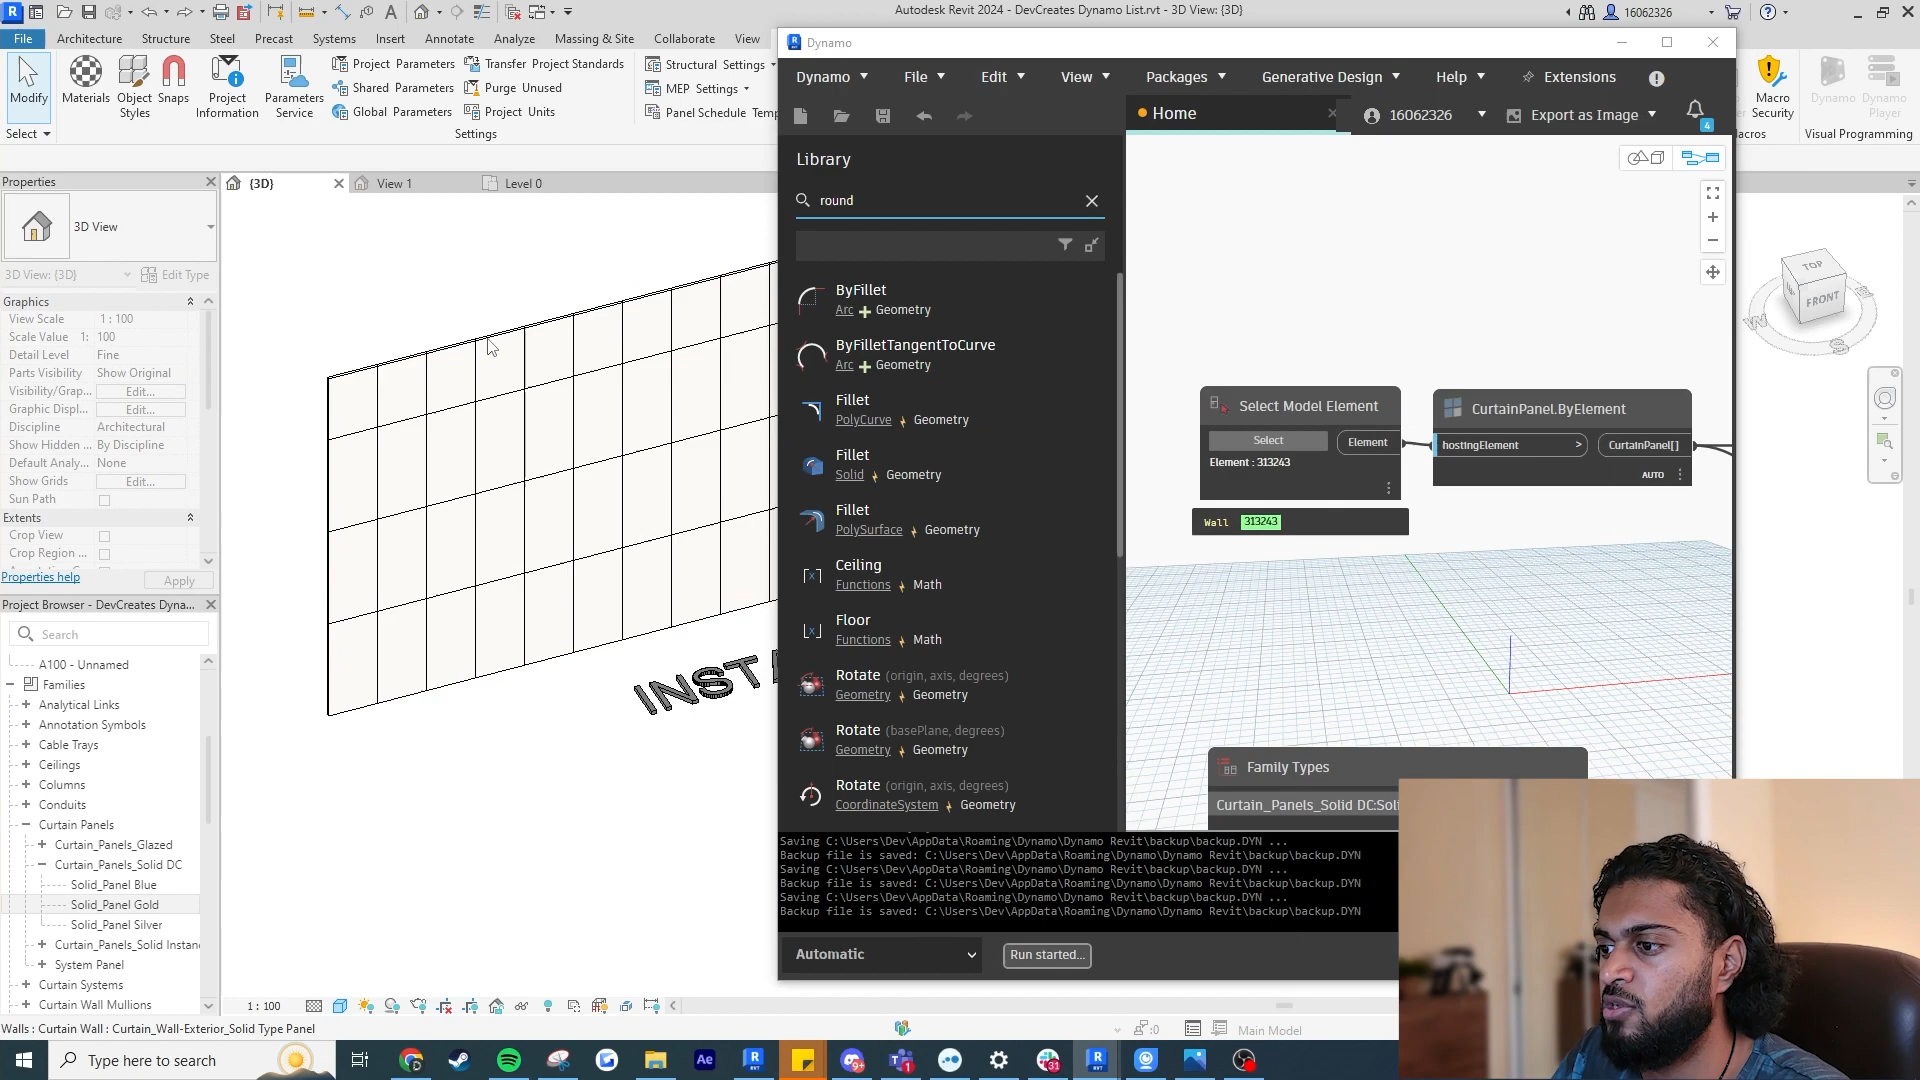 Autodesk Revit 2024 - DevCreates Dynamo List.rvt - 3D View: {3D}
16062326
File Architecture Structure Steel Precast Systems Insert Annotate Analyze Massing & Site Collaborate View
Modify
Select
Materials
Object Styles
Snaps
Project Information
Parameters Service
Project Parameters
Shared Parameters
Global Parameters
Transfer Project Standards
Purge Unused
Project Units
Structural Settings
MEP Settings
Panel Schedule Temp
Settings
Macro Security
Dynamo
Dynamo Player
acros
Visual Programming
Properties
3D View
3D View: {3D}
Edit Type
Graphics
View Scale 1 : 100
Scale Value 1: 100
Detail Level Fine
Parts Visibility Show Original
Visibility/Grap... Edit...
Graphic Displ... Edit...
Discipline Architectural
Show Hidden ... By Discipline
Default Analy... None
Show Grids Edit...
Sun Path
Extents
Crop View
Crop Region ...
Properties help
Apply
Project Browser - DevCreates Dyna...
Search
A100 - Unnamed
Families
Analytical Links
Annotation Symbols
Cable Trays
Ceilings
Columns
Conduits
Curtain Panels
Curtain_Panels_Glazed
Curtain_Panels_Solid DC
Solid_Panel Blue
Solid_Panel Gold
Solid_Panel Silver
Curtain_Panels_Solid Instan
System Panel
Curtain Systems
Curtain Wall Mullions
{3D}
View 1
Level 0
INST
TOP
FRONT
W
S
Dynamo
Dynamo File Edit View Packages Generative Design Help Extensions
Home
16062326
Export as Image
4
Library
round
ByFillet
Arc Geometry
ByFilletTangentToCurve
Arc Geometry
Fillet
PolyCurve Geometry
Fillet
Solid Geometry
Fillet
PolySurface Geometry
Ceiling
Functions Math
Floor
Functions Math
Rotate (origin, axis, degrees)
Geometry Geometry
Rotate (basePlane, degrees)
Geometry Geometry
Rotate (origin, axis, degrees)
CoordinateSystem Geometry
Select Model Element
Select
Element
Element : 313243
Wall 313243
CurtainPanel.ByElement
hostingElement >
CurtainPanel[]
AUTO
Family Types
Curtain_Panels_Solid DC:Soli
Saving C:\Users\Dev\AppData\Roaming\Dynamo\Dynamo Revit\backup\backup.DYN ...
Backup file is saved: C:\Users\Dev\AppData\Roaming\Dynamo\Dynamo Revit\backup\backup.DYN
Saving C:\Users\Dev\AppData\Roaming\Dynamo\Dynamo Revit\backup\backup.DYN ...
Backup file is saved: C:\Users\Dev\AppData\Roaming\Dynamo\Dynamo Revit\backup\backup.DYN
Saving C:\Users\Dev\AppData\Roaming\Dynamo\Dynamo Revit\backup\backup.DYN ...
Backup file is saved: C:\Users\Dev\AppData\Roaming\Dynamo\Dynamo Revit\backup\backup.DYN
Automatic
Run started...
1 : 100
Walls : Curtain Wall : Curtain_Wall-Exterior_Solid Type Panel
:0
Main Model
Type here to search